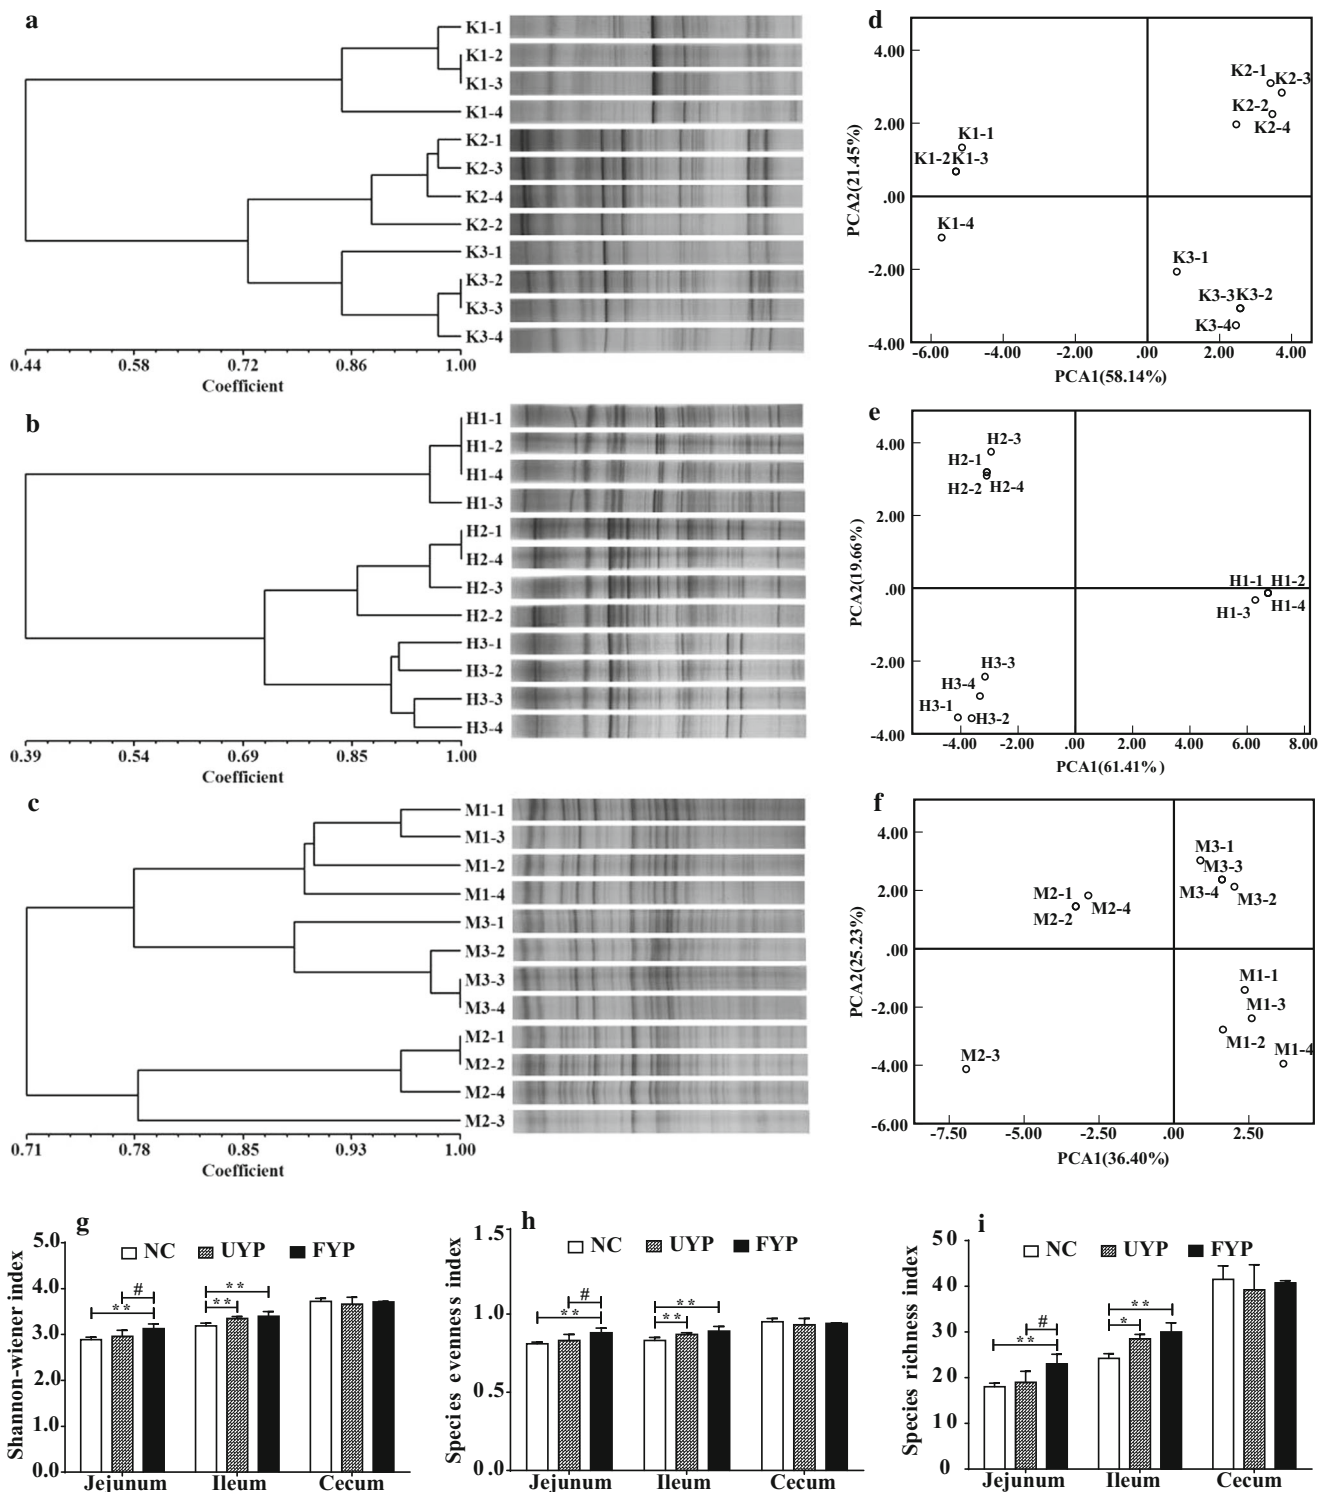 a
K1-1
K1-2
K1-3
K1-4
K2-1
K2-3
K2-4
K2-2
K3-1
K3-2
K3-3
K3-4
0.44 0.58 0.72 0.86 1.00
Coefficient
d
4.00
2.00
.00
-2.00
-4.00
PCA2(21.45%)
K2-1
K2-3
K2-2
K2-4
K1-1
K1-2 K1-3
K1-4
K3-1
K3-3 K3-2
K3-4
-6.00 -4.00 -2.00 .00 2.00 4.00
PCA1(58.14%)
b
H1-1
H1-2
H1-4
H1-3
H2-1
H2-4
H2-3
H2-2
H3-1
H3-2
H3-3
H3-4
0.39 0.54 0.69 0.85 1.00
Coefficient
e
4.00
2.00
.00
-2.00
-4.00
PCA2(19.66%)
H2-3
H2-1
H2-2 H2-4
H1-1 H1-2
H1-3 H1-4
H3-3
H3-4
H3-1
H3-2
-4.00 -2.00 .00 2.00 4.00 6.00 8.00
PCA1(61.41%)
c
M1-1
M1-3
M1-2
M1-4
M3-1
M3-2
M3-3
M3-4
M2-1
M2-2
M2-4
M2-3
0.71 0.78 0.85 0.93 1.00
Coefficient
f
4.00
2.00
.00
-2.00
-4.00
-6.00
PCA2(25.23%)
M3-1
M3-3
M3-4
M3-2
M2-1
M2-4
M2-2
M1-1
M1-3
M1-2
M1-4
M2-3
-7.50 -5.00 -2.50 .00 2.50
PCA1(36.40%)
g
NC UYP FYP
Shannon-wiener index
5.0
4.0
3.0
2.0
1.0
0.0
#
**
**
**
Jejunum Ileum Cecum
h
NC UYP FYP
Species evenness index
1.5
1.0
0.5
0.0
#
**
**
**
Jejunum Ileum Cecum
i
NC UYP FYP
Species richness index
50
40
30
20
10
0
#
**
**
*
Jejunum Ileum Cecum